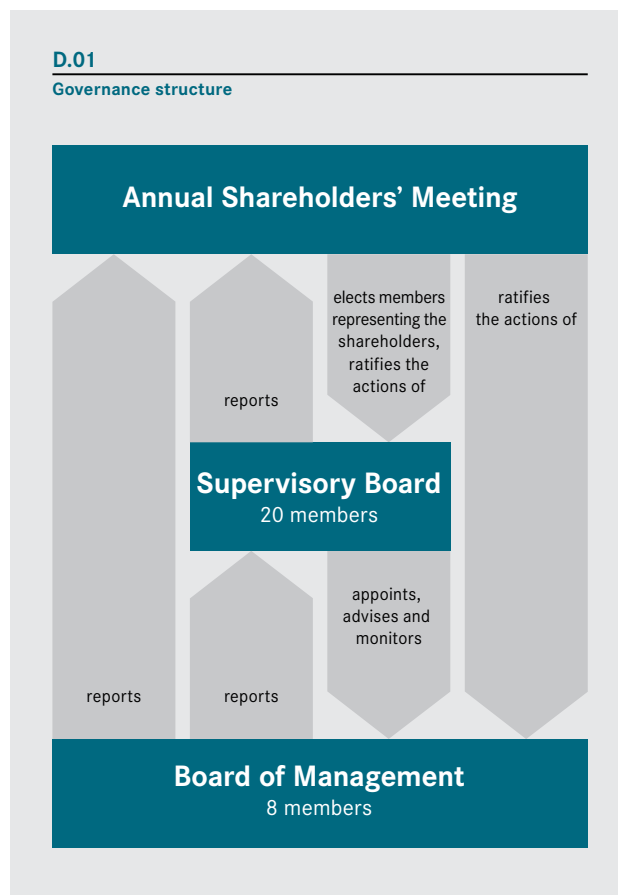 D.01
Governance structure
Annual Shareholders’ Meeting
elects members
representing the
shareholders,
ratifies the
actions of
ratifies
the actions of
reports
Supervisory Board
20 members
appoints,
advises and
monitors
reports
reports
Board of Management
8 members